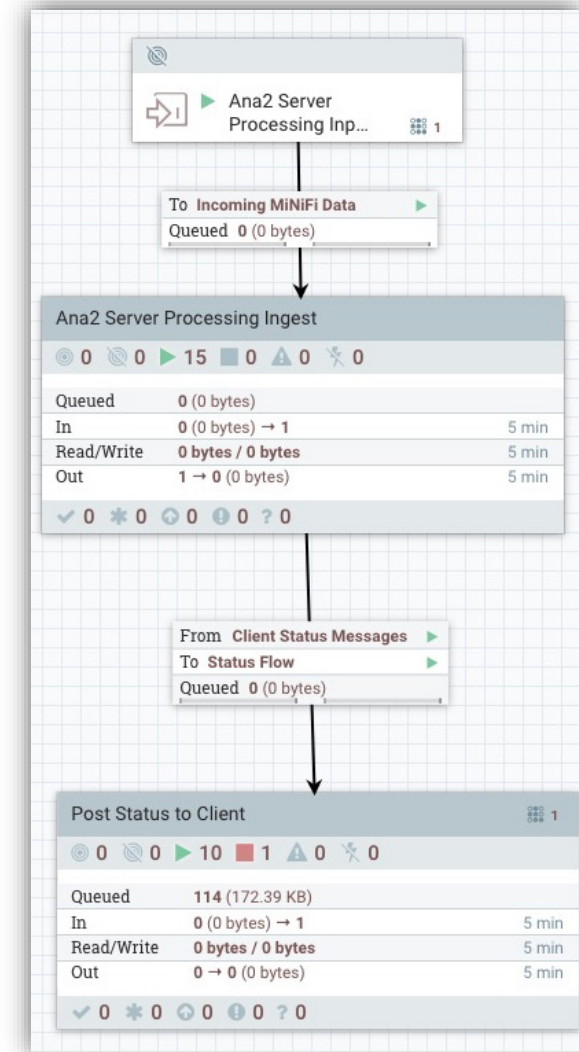 Ana2 Server
Processing Inp...
1
To Incoming MiNiFi Data
Queued 0 (0 bytes)
Ana2 Server Processing Ingest
0 0 15 0 0 0
Queued 0 (0 bytes)
In 0 (0 bytes) → 1 5 min
Read/Write 0 bytes / 0 bytes 5 min
Out 1 → 0 (0 bytes) 5 min
0 0 0 0 ? 0
From Client Status Messages
To Status Flow
Queued 0 (0 bytes)
Post Status to Client 1
0 0 10 1 0 0
Queued 114 (172.39 KB)
In 0 (0 bytes) → 1 5 min
Read/Write 0 bytes / 0 bytes 5 min
Out 0 → 0 (0 bytes) 5 min
0 0 0 0 ? 0